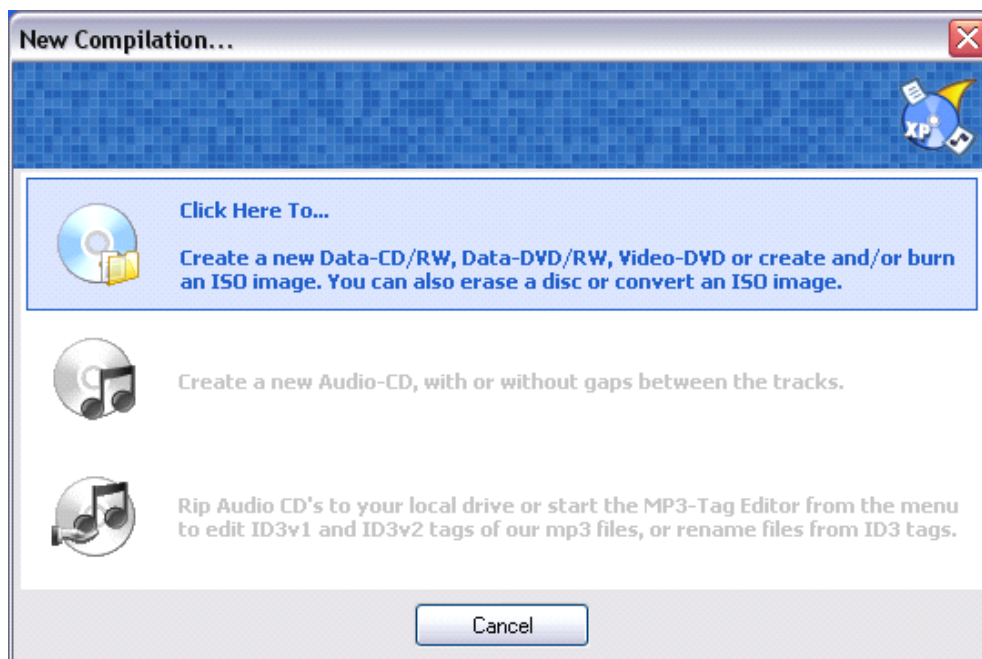 New Compilation...
XP
Click Here To...
Create a new Data-CD/RW, Data-DVD/RW, Video-DVD or create and/or burn
an ISO image. You can also erase a disc or convert an ISO image.
Create a new Audio-CD, with or without gaps between the tracks.
Rip Audio CD's to your local drive or start the MP3-Tag Editor from the menu
to edit ID3v1 and ID3v2 tags of our mp3 files, or rename files from ID3 tags.
Cancel